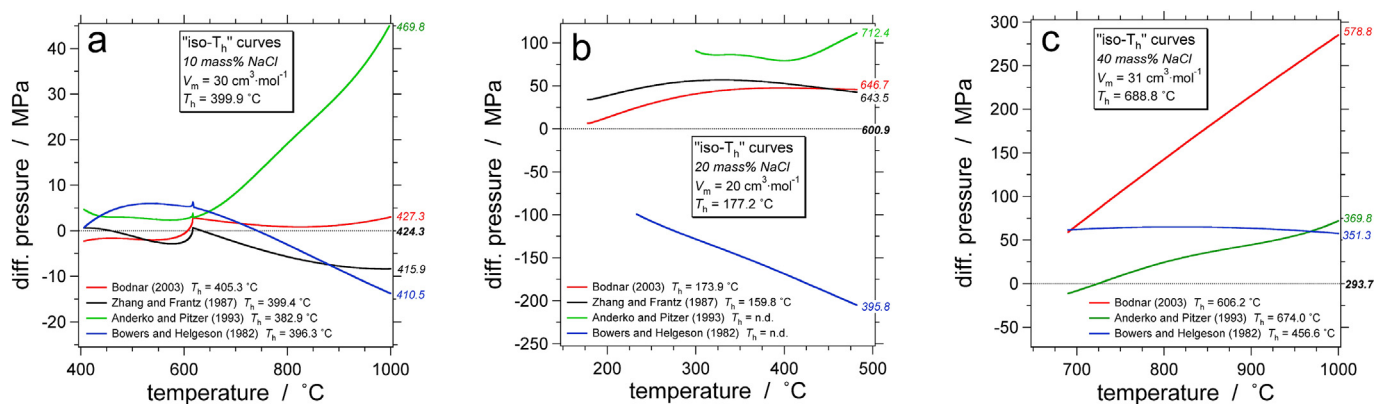 a
"iso-Th" curves
10 mass% NaCl
Vm = 30 cm³·mol⁻¹
Th = 399.9 °C
diff. pressure / MPa
45
40
30
20
10
0
-10
-20
469.8
427.3
424.3
415.9
410.5
Bodnar (2003) Th = 405.3 °C
Zhang and Frantz (1987) Th = 399.4 °C
Anderko and Pitzer (1993) Th = 382.9 °C
Bowers and Helgeson (1982) Th = 396.3 °C
400 600 800 1000
temperature / ˚C
b
diff. pressure / MPa
100
50
0
-50
-100
-150
-200
-250
712.4
646.7
643.5
600.9
395.8
"iso-Th" curves
20 mass% NaCl
Vm = 20 cm³·mol⁻¹
Th = 177.2 °C
Bodnar (2003) Th = 173.9 °C
Zhang and Frantz (1987) Th = 159.8 °C
Anderko and Pitzer (1993) Th = n.d.
Bowers and Helgeson (1982) Th = n.d.
200 300 400 500
temperature / ˚C
c
"iso-Th" curves
40 mass% NaCl
Vm = 31 cm³·mol⁻¹
Th = 688.8 °C
diff. pressure / MPa
300
250
200
150
100
50
0
-50
578.8
369.8
351.3
293.7
Bodnar (2003) Th = 606.2 °C
Anderko and Pitzer (1993) Th = 674.0 °C
Bowers and Helgeson (1982) Th = 456.6 °C
700 800 900 1000
temperature / ˚C